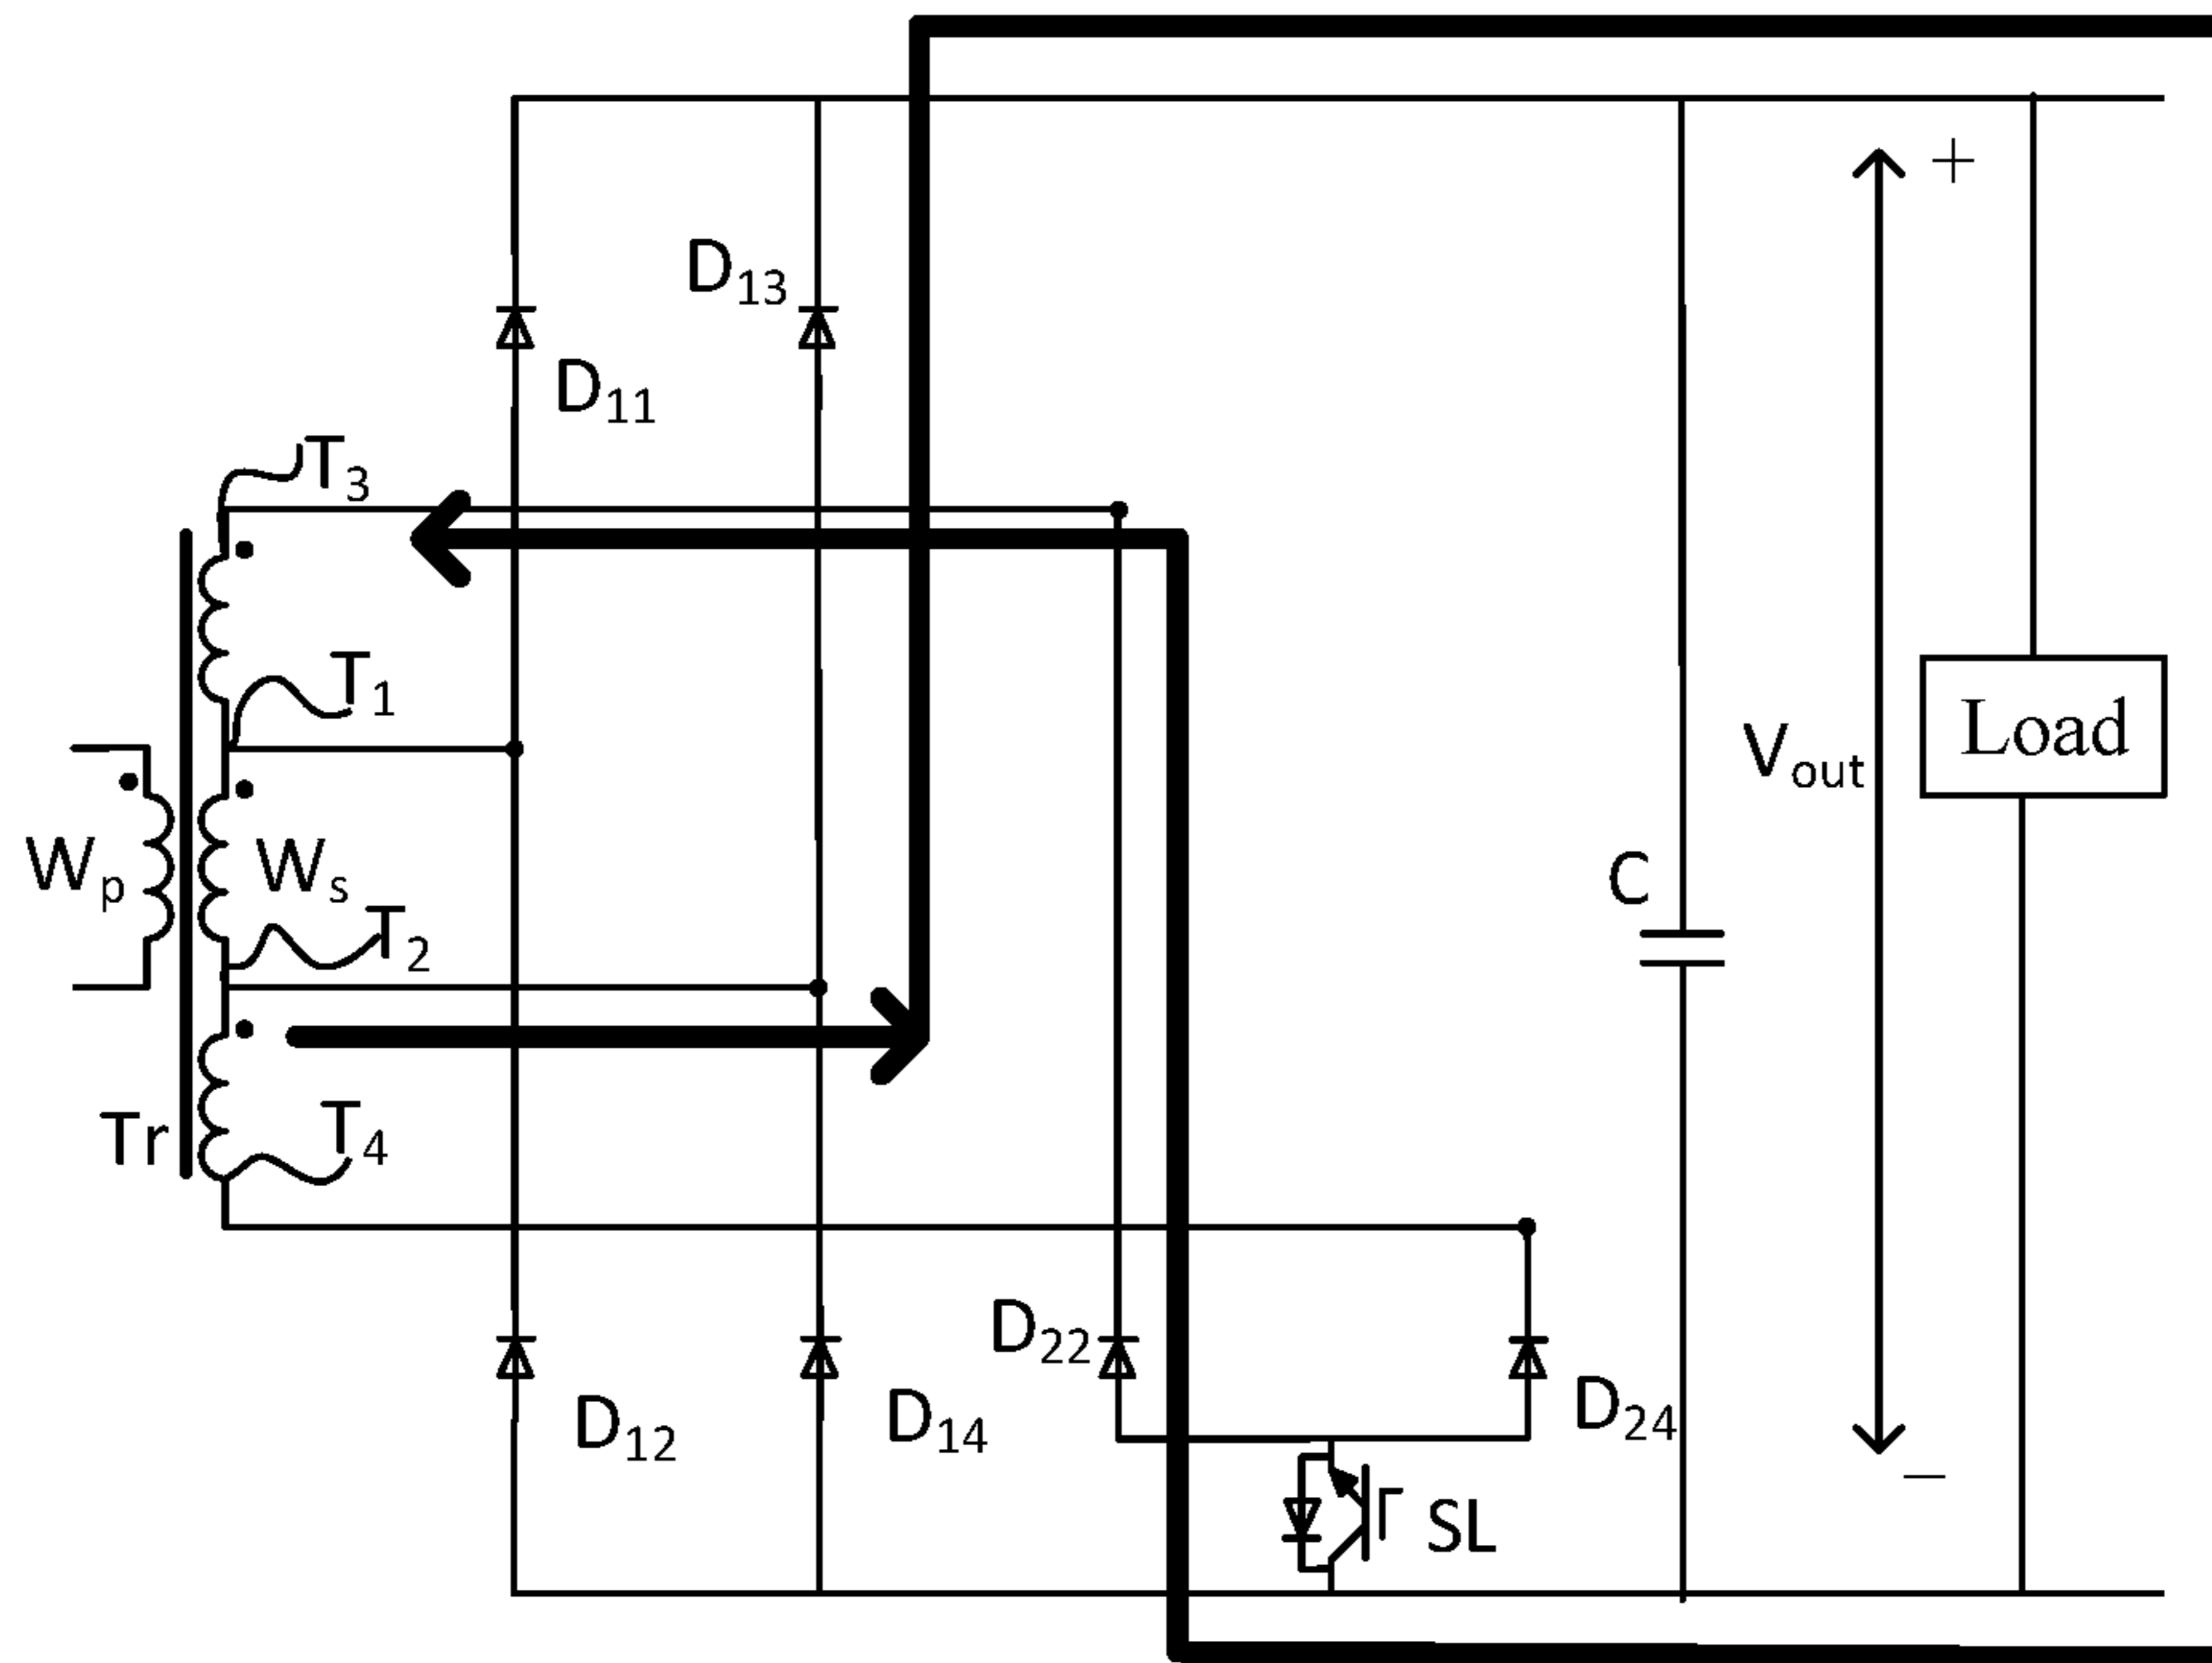 +
D₁₃
D₁₁
T₃
T₁
Load
Vₒᵤₜ
Wₚ
Wₛ
C
T₂
Tr
T₄
D₂₂
D₂₄
D₁₂
D₁₄
−
SL